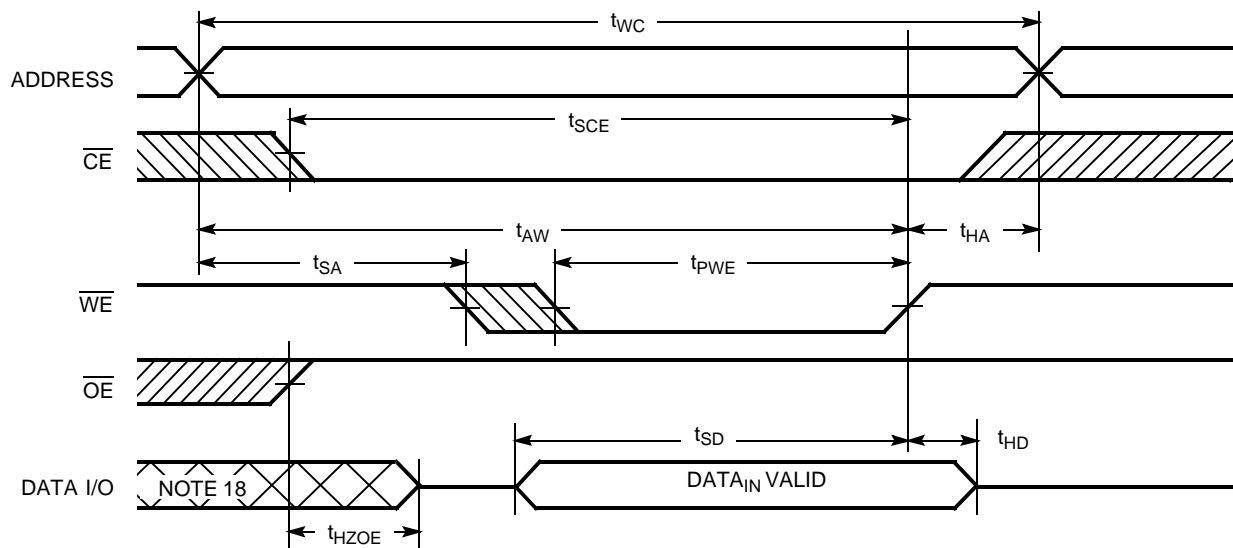 tWC
ADDRESS
tSCE
CE
tAW
tHA
tSA
tPWE
WE
OE
tSD
tHD
DATA I/O
NOTE 18
DATAIN VALID
tHZOE